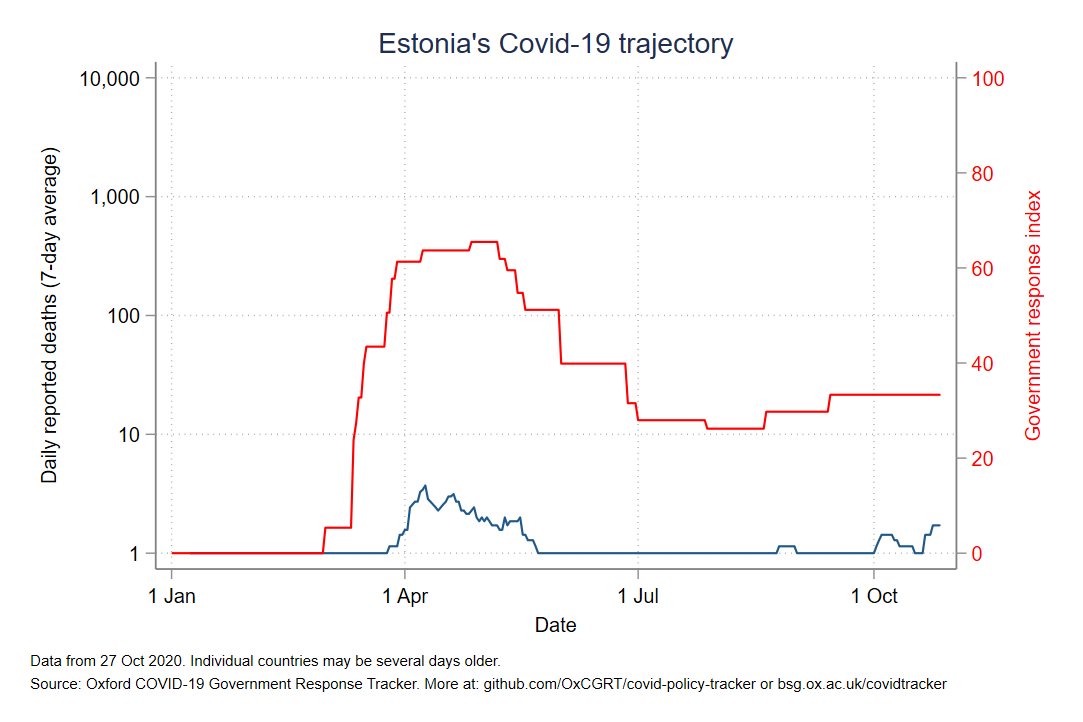 Estonia's Covid-19 trajectory
10,000
1,000
100
10
1
Daily reported deaths (7-day average)
100
80
60
40
20
0
Government response index
1 Jan
1 Apr
1 Jul
1 Oct
Date
Data from 27 Oct 2020. Individual countries may be several days older.
Source: Oxford COVID-19 Government Response Tracker. More at: github.com/OxCGRT/covid-policy-tracker or bsg.ox.ac.uk/covidtracker